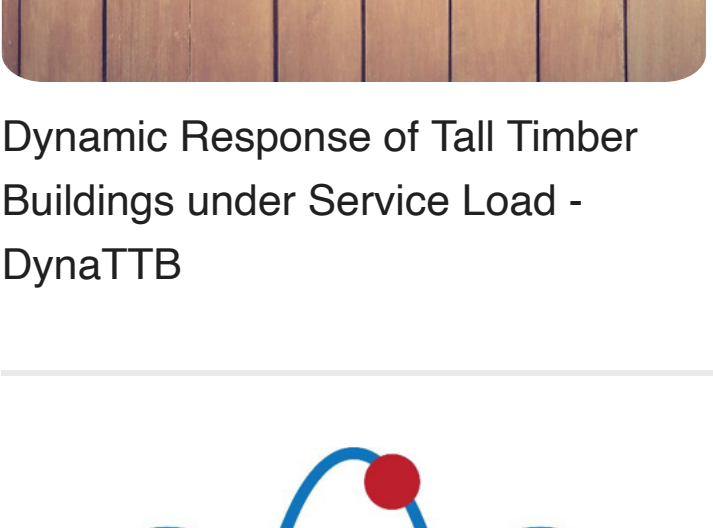 Dynamic Response of Tall Timber
Buildings under Service Load -
DynaTTB